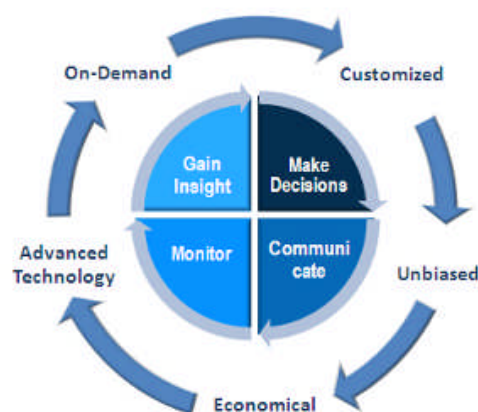 On-Demand
Customized
Gain
Insight
Make
Decisions
Advanced
Technology
Monitor
Communi
cate
Unbiased
Economical